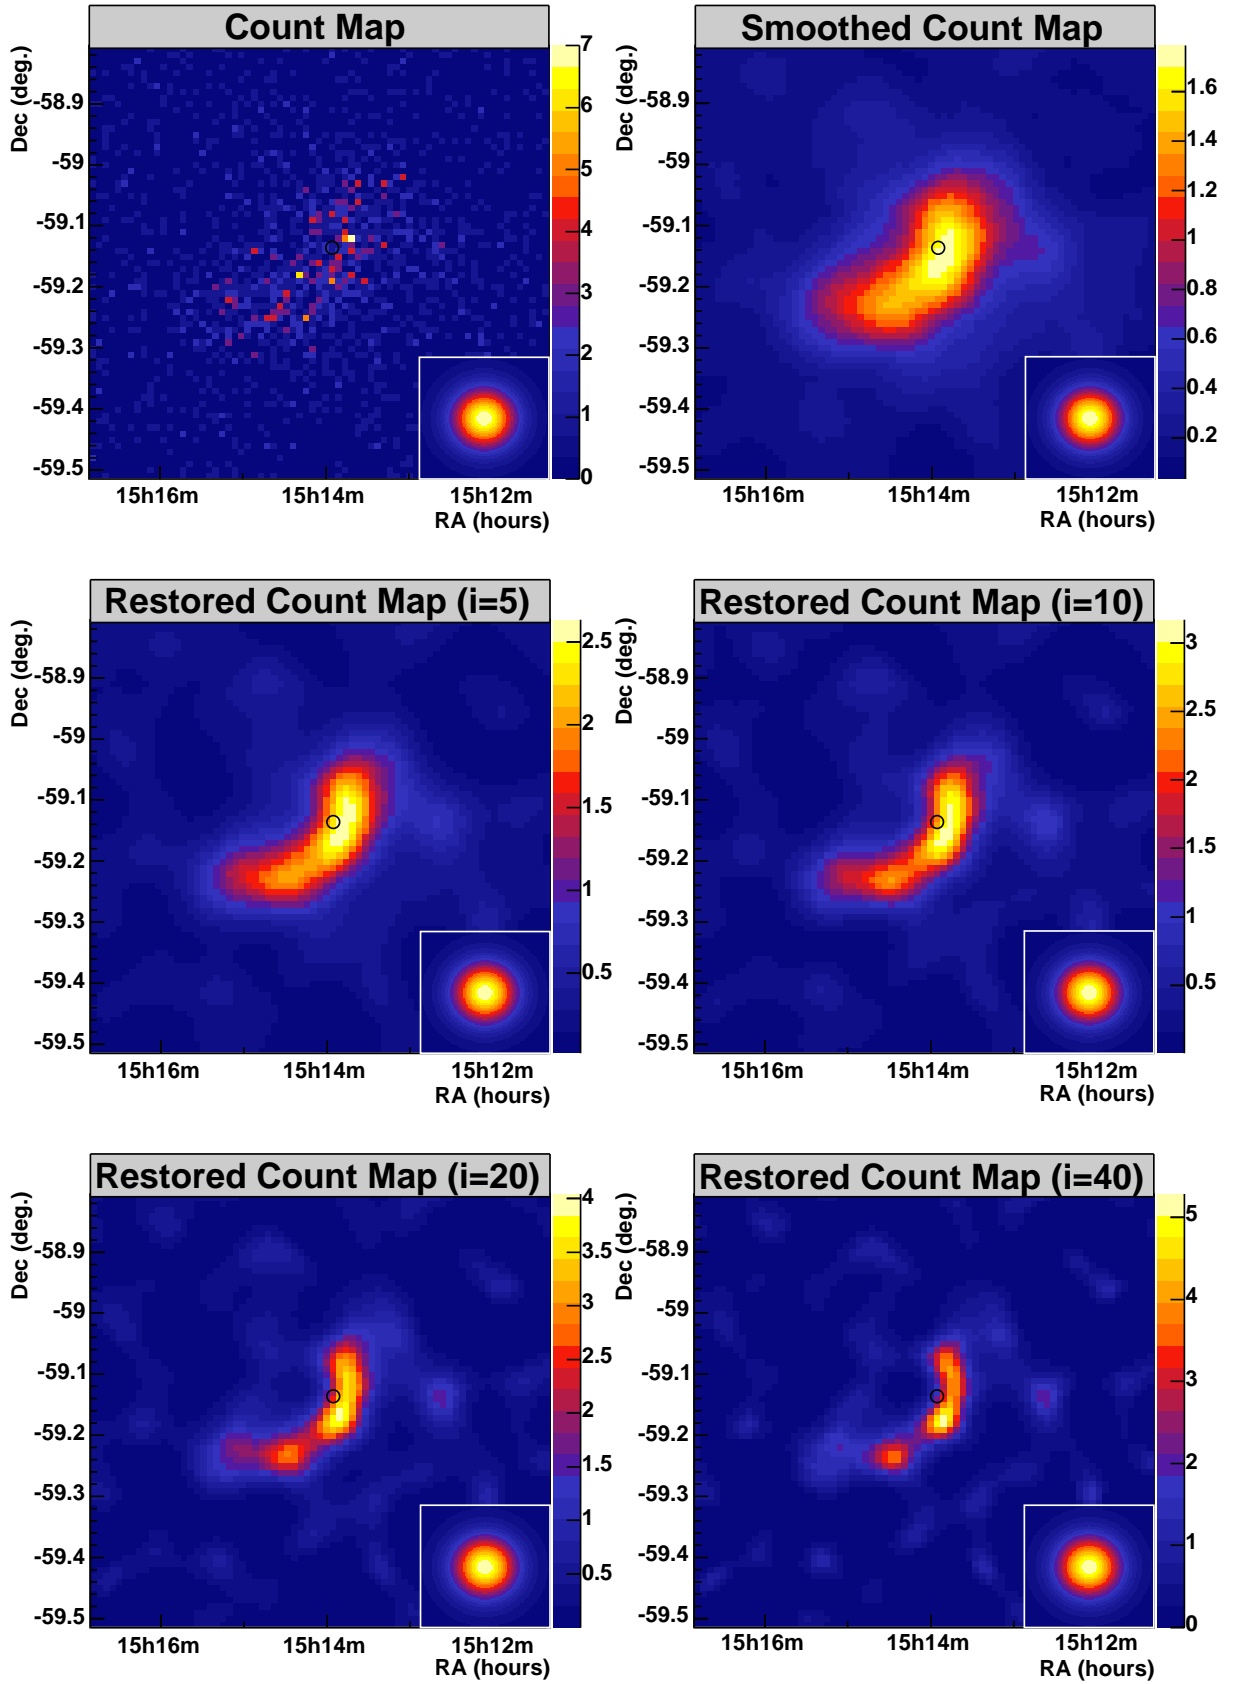 Count Map
Dec (deg.)
-58.9
-59
-59.1
-59.2
-59.3
-59.4
-59.5
15h16m
15h14m
15h12m
RA (hours)
7
6
5
4
3
2
1
0
Smoothed Count Map
Dec (deg.)
-58.9
-59
-59.1
-59.2
-59.3
-59.4
-59.5
15h16m
15h14m
15h12m
RA (hours)
1.6
1.4
1.2
1
0.8
0.6
0.4
0.2
Restored Count Map (i=5)
Dec (deg.)
-58.9
-59
-59.1
-59.2
-59.3
-59.4
-59.5
15h16m
15h14m
15h12m
RA (hours)
2.5
2
1.5
1
0.5
Restored Count Map (i=10)
Dec (deg.)
-58.9
-59
-59.1
-59.2
-59.3
-59.4
-59.5
15h16m
15h14m
15h12m
RA (hours)
3
2.5
2
1.5
1
0.5
Restored Count Map (i=20)
Dec (deg.)
-58.9
-59
-59.1
-59.2
-59.3
-59.4
-59.5
15h16m
15h14m
15h12m
RA (hours)
4
3.5
3
2.5
2
1.5
1
0.5
Restored Count Map (i=40)
Dec (deg.)
-58.9
-59
-59.1
-59.2
-59.3
-59.4
-59.5
15h16m
15h14m
15h12m
RA (hours)
5
4
3
2
1
0